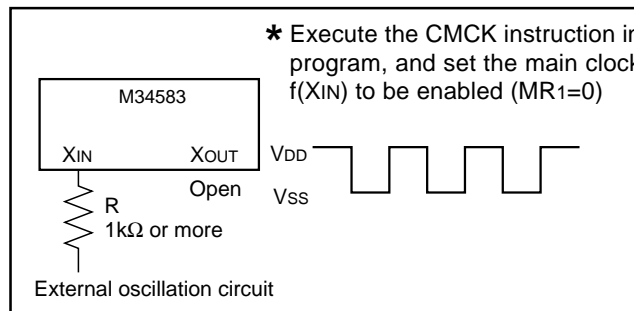 * Execute the CMCK instruction in
program, and set the main clock
f(XIN) to be enabled (MR1=0)
M34583
XIN XOUT
VDD
VSS
Open
R
1kΩ or more
External oscillation circuit